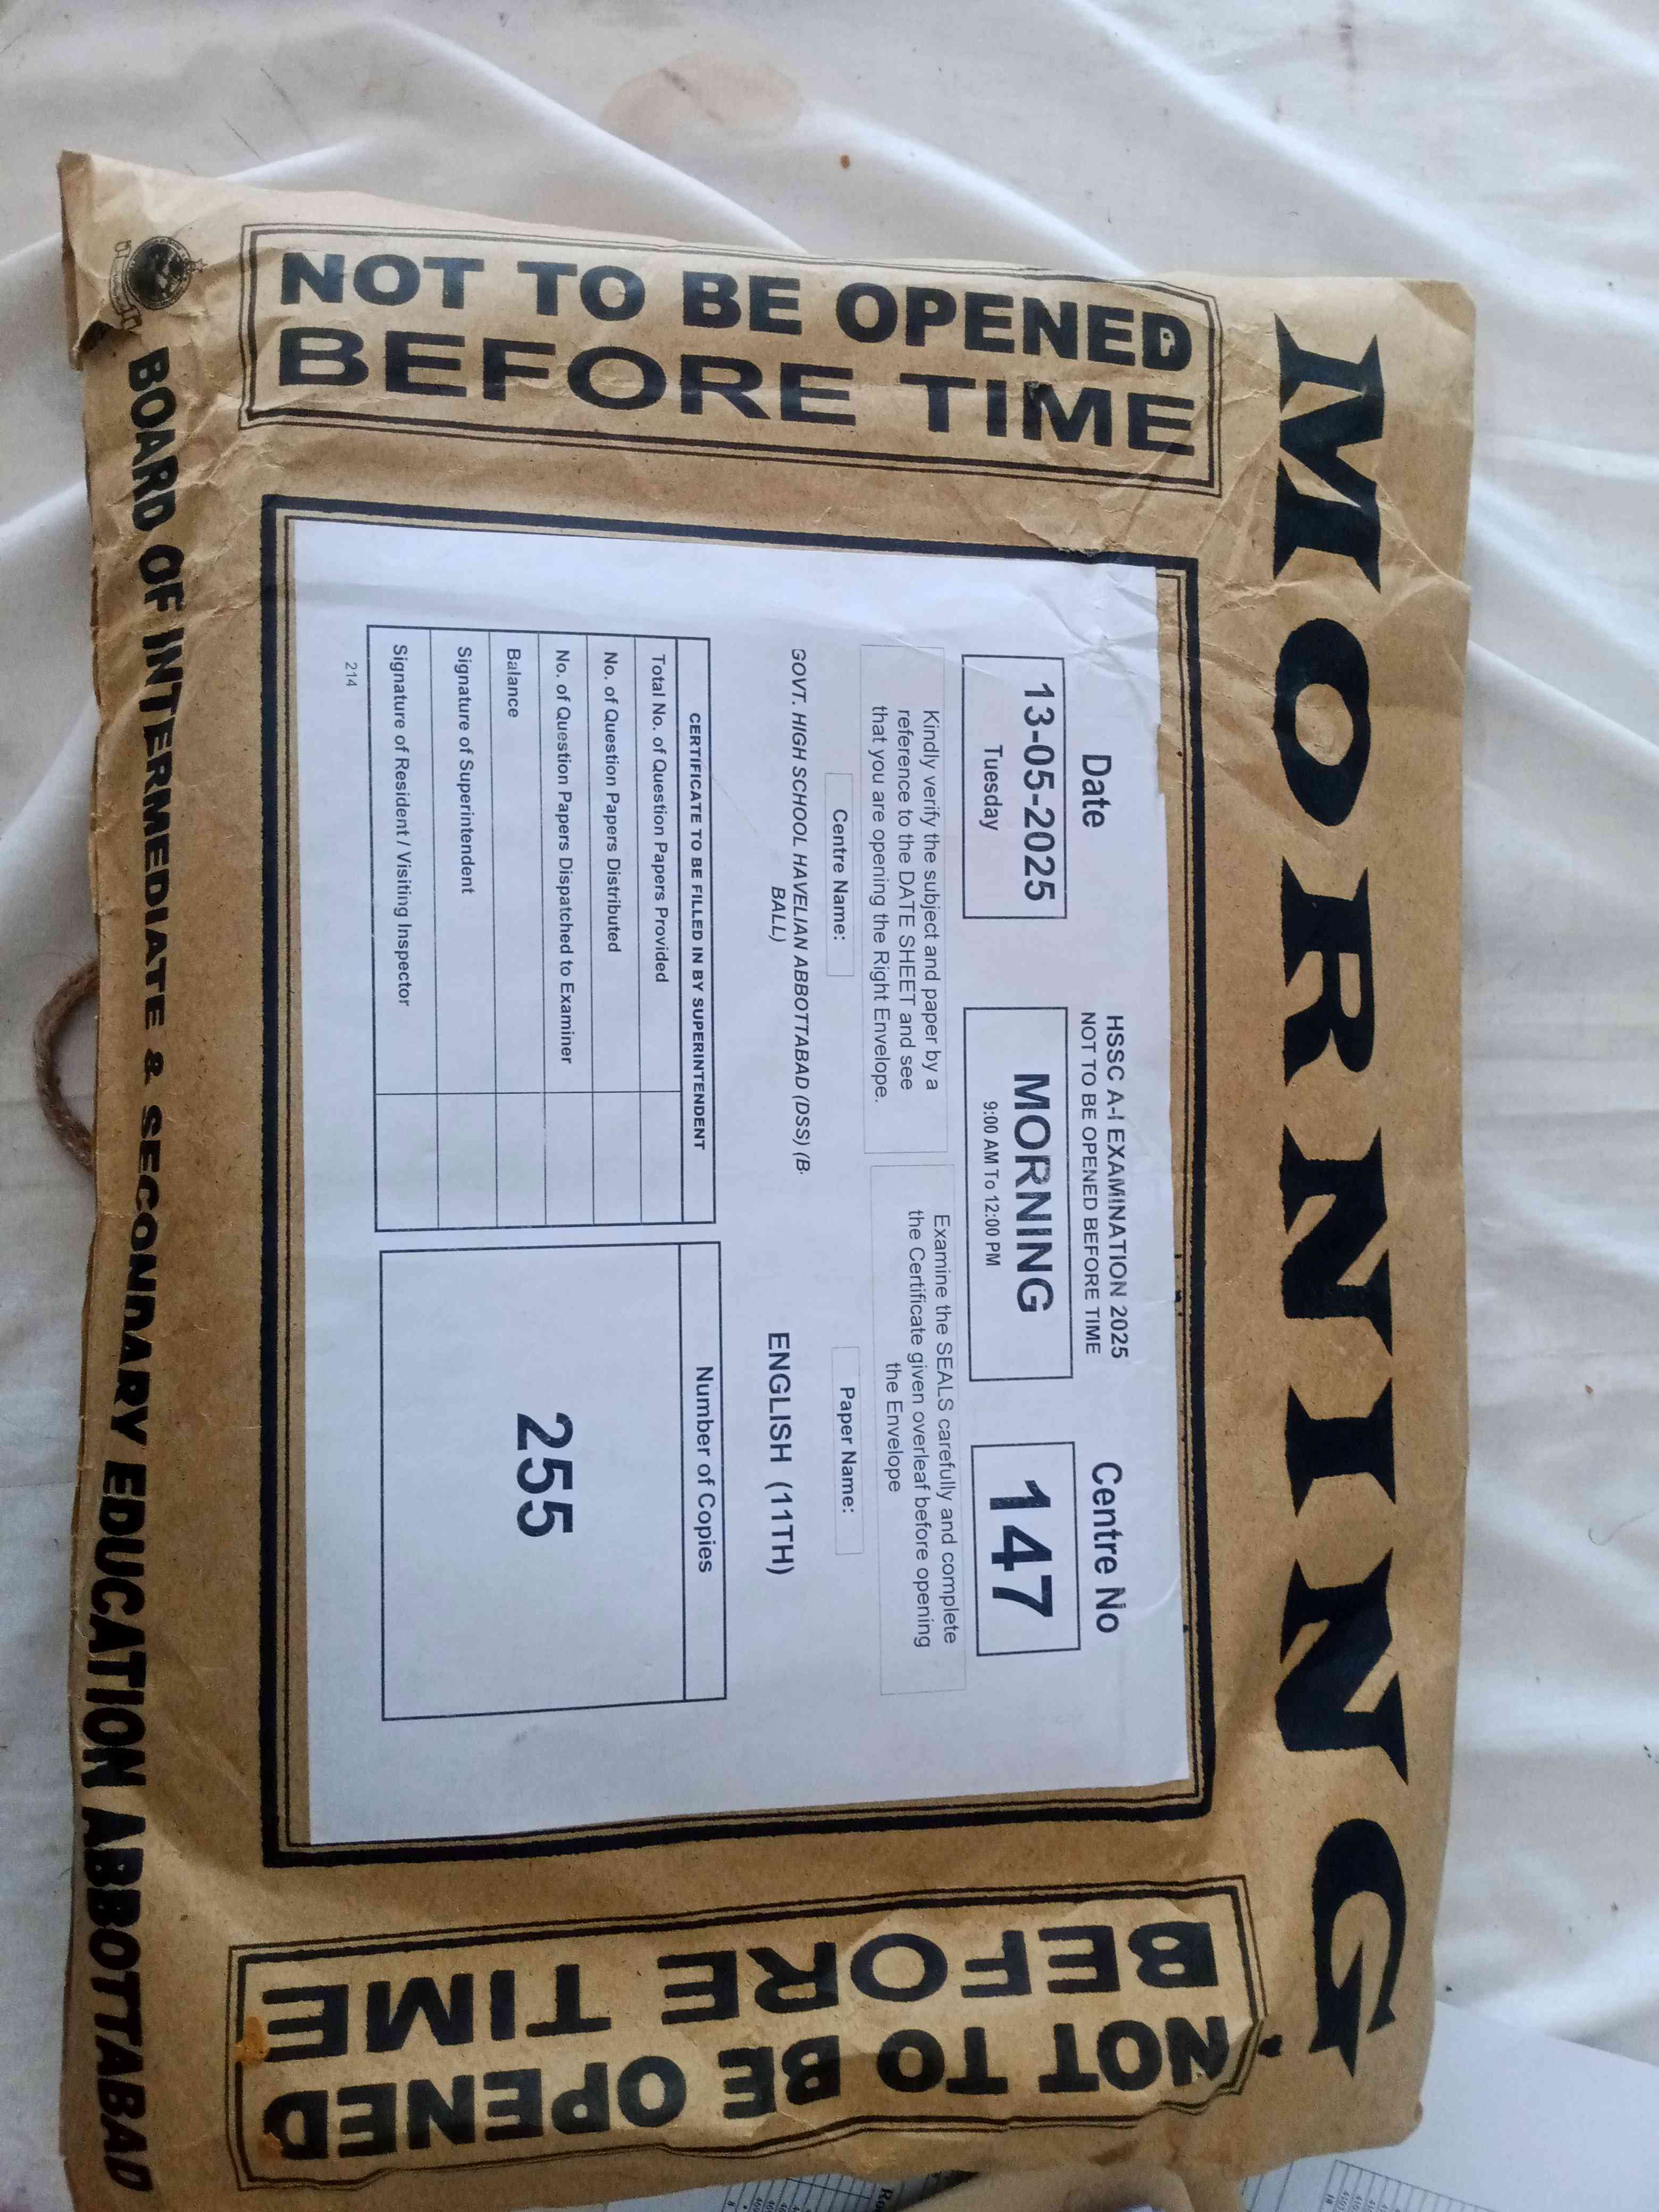 MORNING
NOT TO BE OPENED
BEFORE TIME
Date
13-05-2025
Tuesday
HSSC A-I EXAMINATION 2025
NOT TO BE OPENED BEFORE TIME
MORNING
9:00 AM To 12:00 PM
Centre No
147
Kindly verify the subject and paper by a
reference to the DATE SHEET and see
that you are opening the Right Envelope.
Examine the SEALS carefully and complete
the Certificate given overleaf before opening
the Envelope
Centre Name:
GOVT. HIGH SCHOOL HAVELIAN ABBOTTABAD (DSS) (B.
BALL)
Paper Name:
ENGLISH (11TH)
CERTIFICATE TO BE FILLED IN BY SUPERINTENDENT
Total No. of Question Papers Provided
No. of Question Papers Distributed
No. of Question Papers Dispatched to Examiner
Balance
Signature of Superintendent
Signature of Resident / Visiting Inspector
214
Number of Copies
255
NOT TO BE OPENED
BEFORE TIME
BOARD OF INTERMEDIATE & SECONDARY EDUCATION ABBOTTABAD